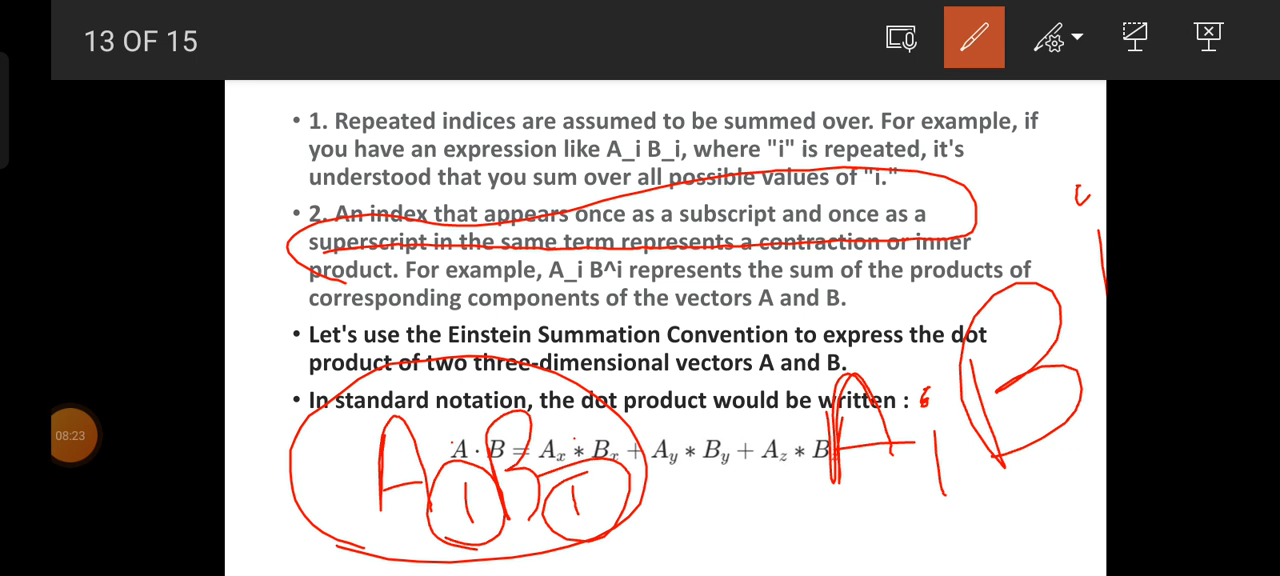 13 OF 15
• 1. Repeated indices are assumed to be summed over. For example, if
you have an expression like A_i B_i, where "i" is repeated, it's
understood that you sum over all possible values of "i."
• 2. An index that appears once as a subscript and once as a
superscript in the same term represents a contraction or inner
product. For example, A_i B^i represents the sum of the products of
corresponding components of the vectors A and B.
• Let's use the Einstein Summation Convention to express the dot
product of two three-dimensional vectors A and B.
• In standard notation, the dot product would be written :
08:23
A · B = Aₓ * Bₓ + A_y * B_y + A_z * B
A 1 B 1
A 1 B